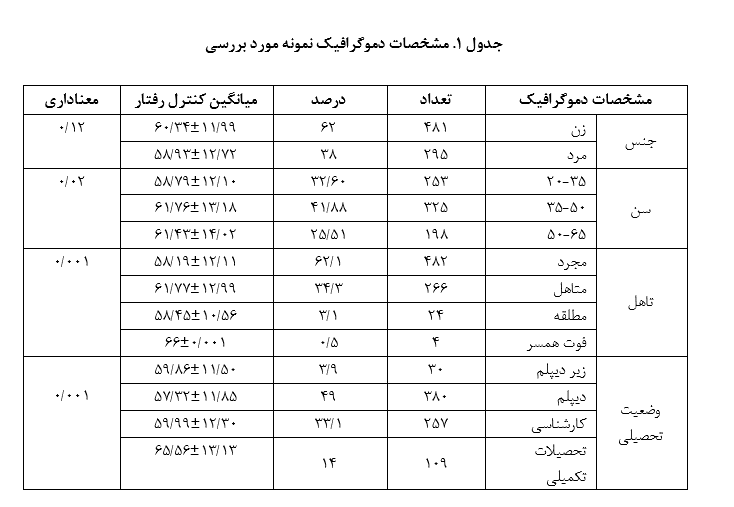 جدول ۱. مشخصات دموگرافیک نمونه مورد بررسی
مشخصات دموگرافیک تعداد درصد میانگین کنترل رفتار معناداری
جنس زن ۴۸۱ ۶۲ ۶۰/۳۴±۱۱/۹۹ ۰/۱۲
مرد ۲۹۵ ۳۸ ۵۸/۹۳±۱۲/۷۲
سن ۲۰-۳۵ ۲۵۳ ۳۲/۶۰ ۵۸/۷۹±۱۲/۱۰ ۰/۰۲
۳۵-۵۰ ۳۲۵ ۴۱/۸۸ ۶۱/۷۶±۱۳/۱۸
۵۰-۶۵ ۱۹۸ ۲۵/۵۱ ۶۱/۴۳±۱۴/۰۲
تاهل مجرد ۴۸۲ ۶۲/۱ ۵۸/۱۹±۱۲/۱۱ ۰/۰۰۱
متاهل ۲۶۶ ۳۴/۳ ۶۱/۷۷±۱۲/۹۹
مطلقه ۲۴ ۳/۱ ۵۸/۴۵±۱۰/۵۶
فوت همسر ۴ ۰/۵ ۶۶±۰/۰۰۱
وضعیت تحصیلی زیر دیپلم ۳۰ ۳/۹ ۵۹/۸۶±۱۱/۵۰ ۰/۰۰۱
دیپلم ۳۸۰ ۴۹ ۵۷/۳۲±۱۱/۸۵
کارشناسی ۲۵۷ ۳۳/۱ ۵۹/۹۹±۱۲/۳۰
تحصیلات تکمیلی ۱۰۹ ۱۴ ۶۵/۵۶±۱۳/۱۳